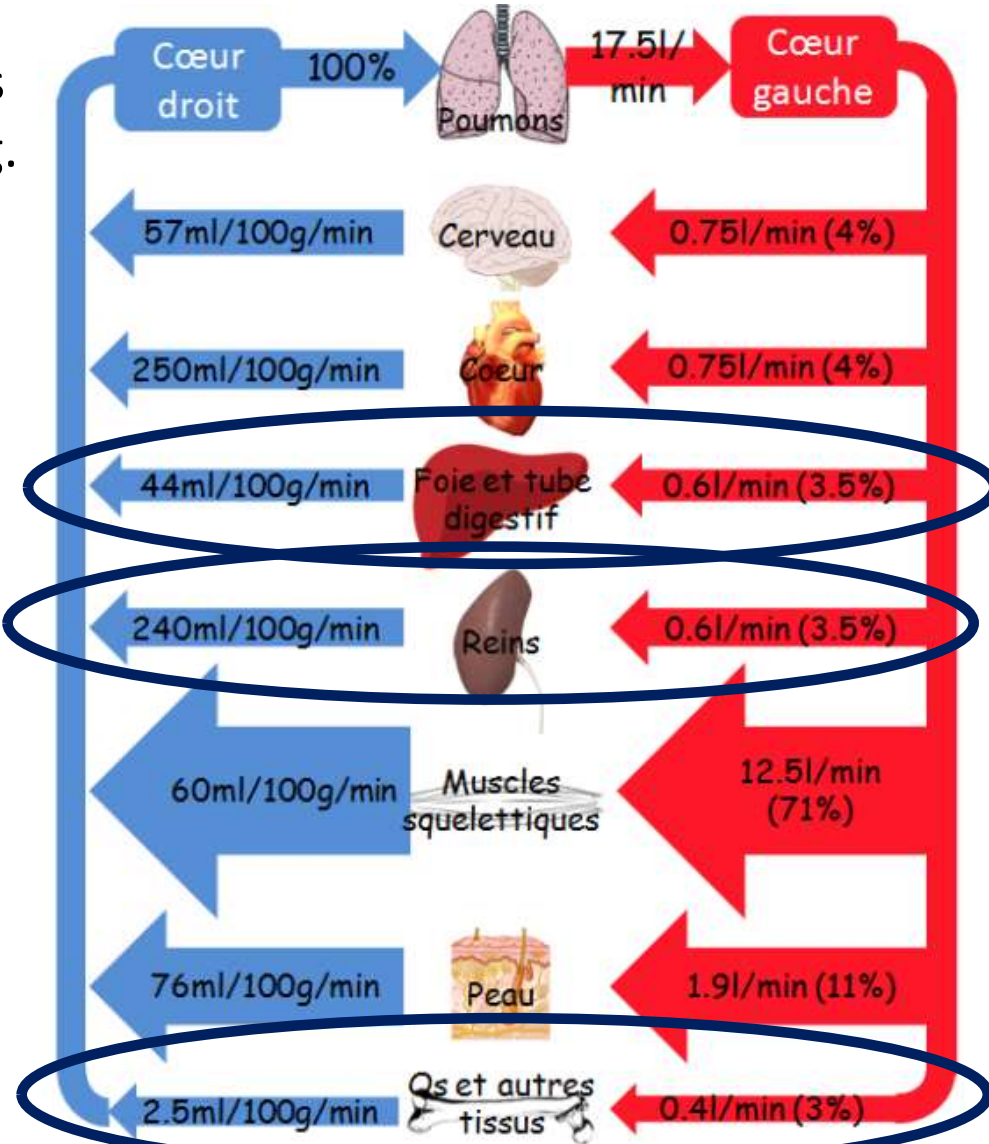 s
g.
Cœur
droit
100%
Poumons
17.5l/
min
Cœur
gauche
57ml/100g/min
Cerveau
0.75l/min (4%)
250ml/100g/min
Coeur
0.75l/min (4%)
44ml/100g/min
Foie et tube
digestif
0.6l/min (3.5%)
240ml/100g/min
Reins
0.6l/min (3.5%)
60ml/100g/min
Muscles
squelettiques
12.5l/min
(71%)
76ml/100g/min
Peau
1.9l/min (11%)
2.5ml/100g/min
Os et autres
tissus
0.4l/min (3%)